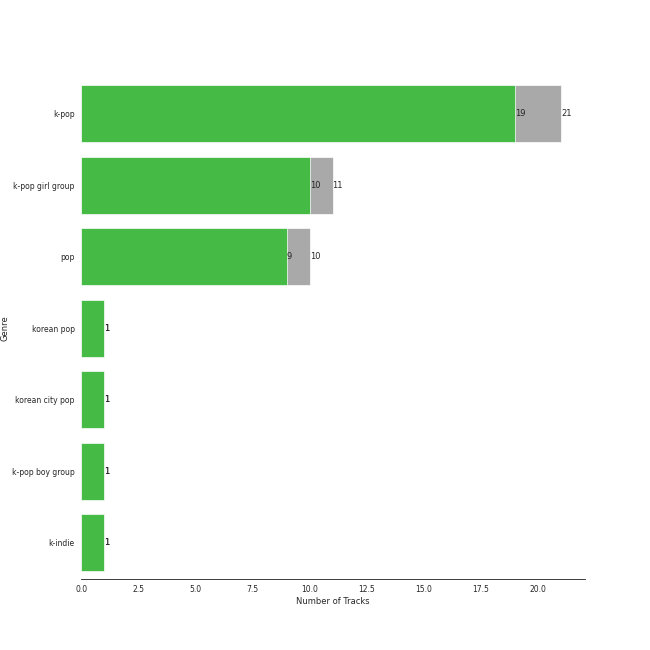 k-pop 19 21
k-pop girl group 10 11
pop 9 10
Genre
korean pop 1
korean city pop 1
k-pop boy group 1
k-indie 1
0.0 2.5 5.0 7.5 10.0 12.5 15.0 17.5 20.0
Number of Tracks